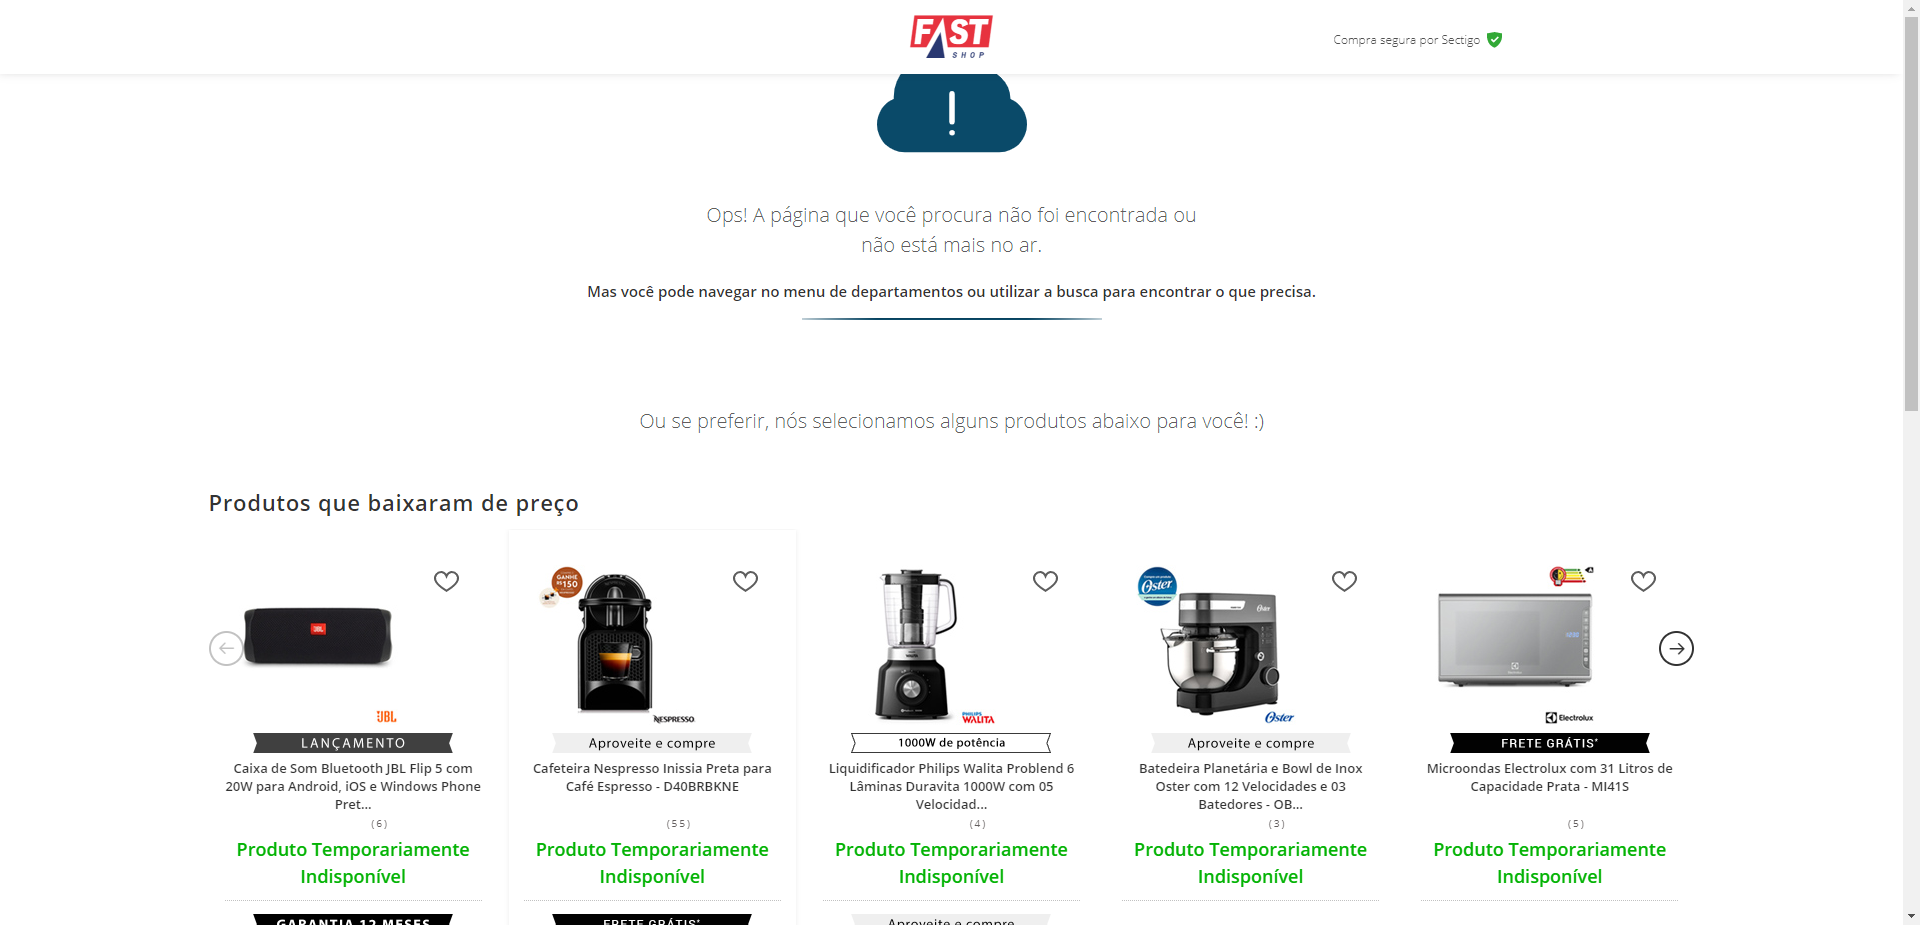 FAST
SHOP
Compra segura por Sectigo
!
Ops! A página que você procura não foi encontrada ou
não está mais no ar.
Mas você pode navegar no menu de departamentos ou utilizar a busca para encontrar o que precisa.
Ou se preferir, nós selecionamos alguns produtos abaixo para você! :)
Produtos que baixaram de preço
JBL
JBL
LANÇAMENTO
Caixa de Som Bluetooth JBL Flip 5 com
20W para Android, iOS e Windows Phone
Pret...
(6)
Produto Temporariamente
Indisponível
GARANTIA 12 MESES
GANHE
R$150
NESPRESSO
Aproveite e compre
Cafeteira Nespresso Inissia Preta para
Café Espresso - D40BRBKNE
(55)
Produto Temporariamente
Indisponível
FRETE GRÁTIS*
PHILIPS
WALITA
1000W de potência
Liquidificador Philips Walita Problend 6
Lâminas Duravita 1000W com 05
Velocidad...
(4)
Produto Temporariamente
Indisponível
Aproveite e compre
Oster
Oster
Oster
Aproveite e compre
Batedeira Planetária e Bowl de Inox
Oster com 12 Velocidades e 03
Batedores - OB...
(3)
Produto Temporariamente
Indisponível
A
Electrolux
FRETE GRÁTIS*
Microondas Electrolux com 31 Litros de
Capacidade Prata - MI41S
(5)
Produto Temporariamente
Indisponível